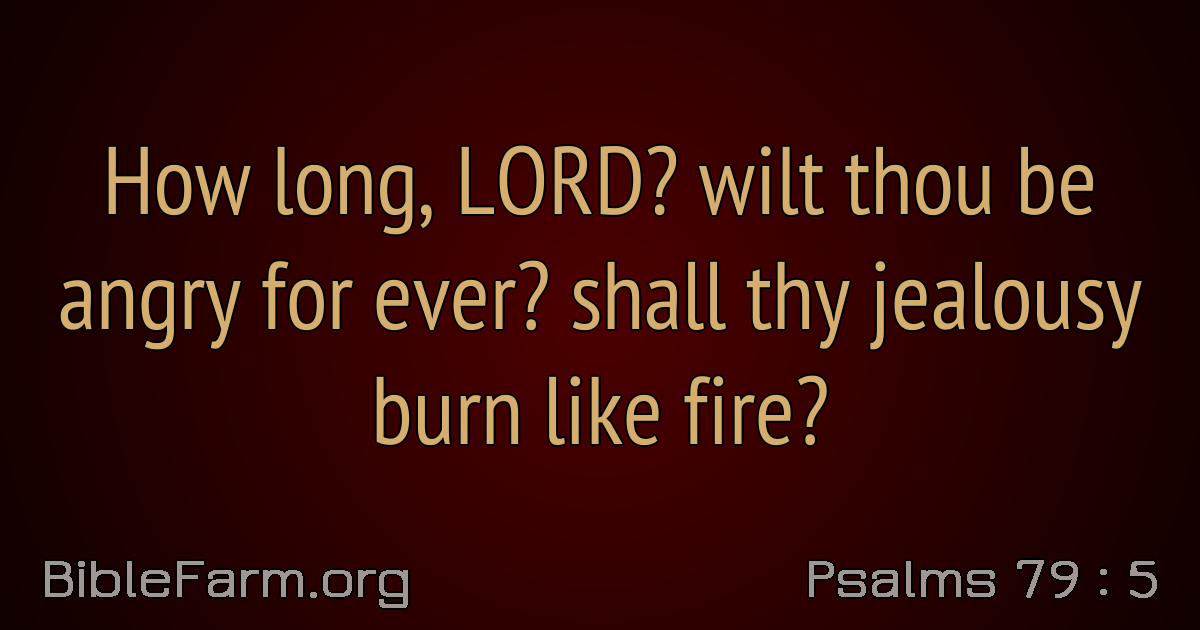 How long, LORD? wilt thou be
angry for ever? shall thy jealousy
burn like fire?
BibleFarm.org
Psalms 79 : 5